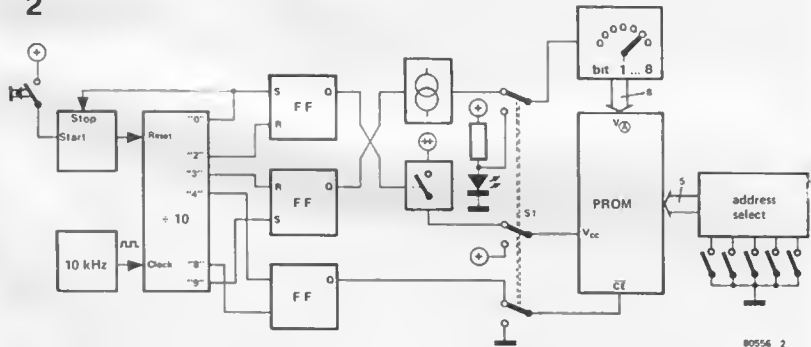 2
+
Stop
Start
Reset
÷ 10
Clock
10 kHz
"0"
"2"
"3"
"4"
"8"
"9"
S
R
FF
Q
R
S
FF
Q
FF
Q
++
+
+
S1
bit 1 ... 8
8
VA
PROM
Vcc
CE
5
address
select
80556 2